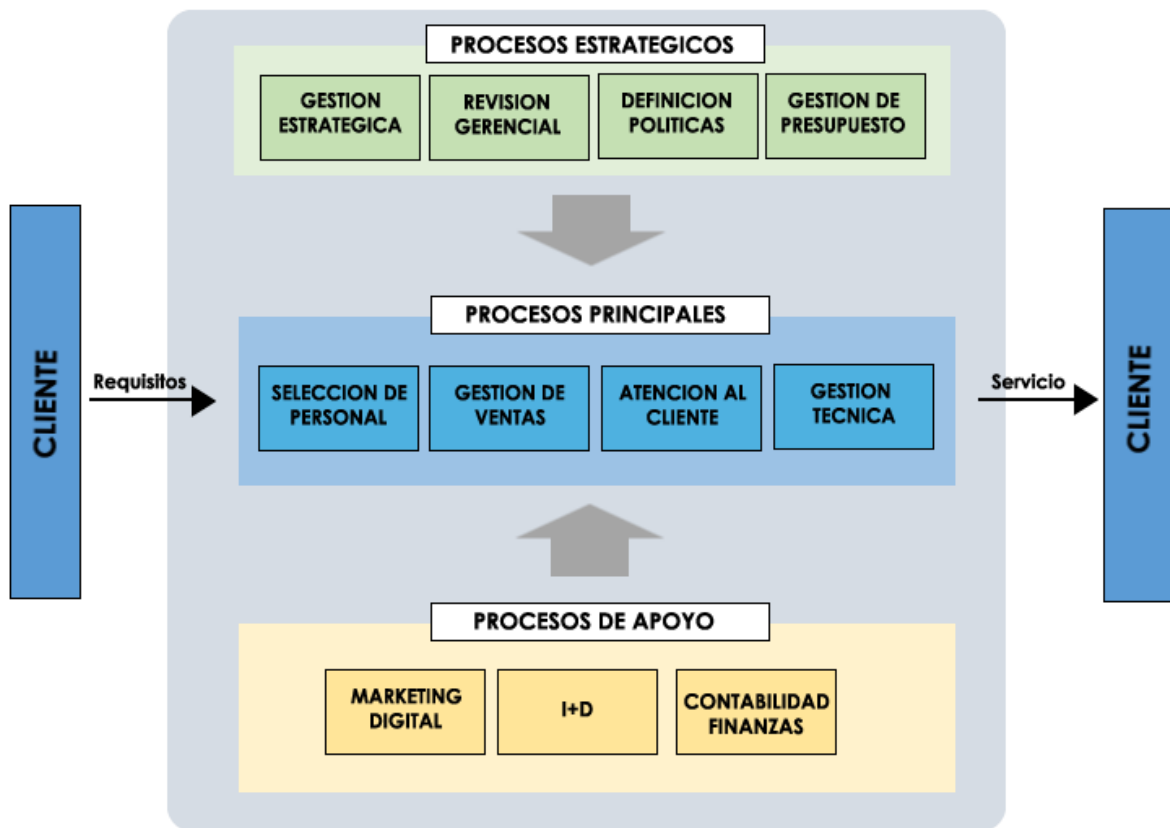 PROCESOS ESTRATEGICOS
GESTION
ESTRATEGICA
REVISION
GERENCIAL
DEFINICION
POLITICAS
GESTION DE
PRESUPUESTO
CLIENTE
Requisitos
PROCESOS PRINCIPALES
SELECCION DE
PERSONAL
GESTION DE
VENTAS
ATENCION AL
CLIENTE
GESTION
TECNICA
Servicio
CLIENTE
PROCESOS DE APOYO
MARKETING
DIGITAL
I+D
CONTABILIDAD
FINANZAS